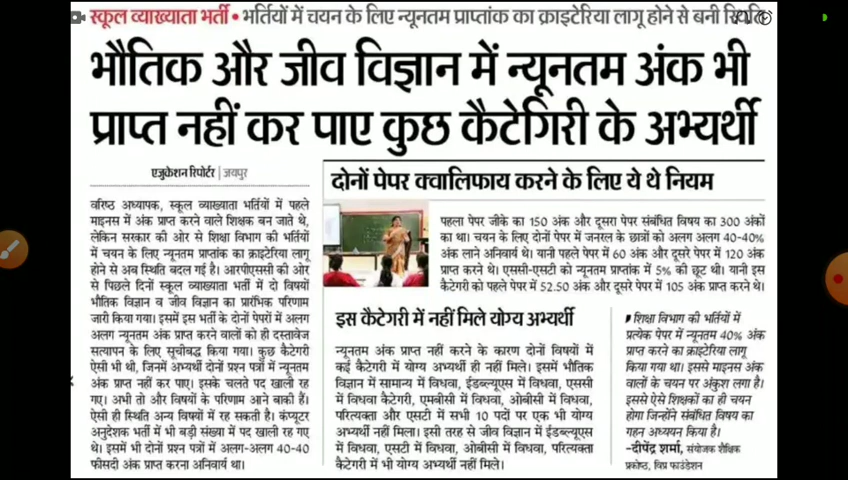 स्कूल व्याख्याता भर्ती • भर्तियों में चयन के लिए न्यूनतम प्राप्तांक का क्राइटेरिया लागू होने से बनी स्थिति
भौतिक और जीव विज्ञान में न्यूनतम अंक भी
प्राप्त नहीं कर पाए कुछ कैटेगिरी के अभ्यर्थी
एजुकेशन रिपोर्टर | जयपुर
वरिष्ठ अध्यापक, स्कूल व्याख्याता भर्तियों में पहले
माइनस में अंक प्राप्त करने वाले शिक्षक बन जाते थे,
लेकिन सरकार की ओर से शिक्षा विभाग की भर्तियों
में चयन के लिए न्यूनतम प्राप्तांक का क्राइटेरिया लागू
होने से अब स्थिति बदल गई है। आरपीएससी की ओर
से पिछले दिनों स्कूल व्याख्याता भर्ती में दो विषयों
भौतिक विज्ञान व जीव विज्ञान का प्रारंभिक परिणाम
जारी किया गया। इसमें इस भर्ती के दोनों पेपरों में अलग
अलग न्यूनतम अंक प्राप्त करने वालों को ही दस्तावेज
सत्यापन के लिए सूचीबद्ध किया गया। कुछ कैटेगरी
ऐसी भी थी, जिनमें अभ्यर्थी दोनों प्रश्न पत्रों में न्यूनतम
अंक प्राप्त नहीं कर पाए। इसके चलते पद खाली रह
गए। अभी तो और विषयों के परिणाम आने बाकी हैं।
ऐसी ही स्थिति अन्य विषयों में रह सकती है। कंप्यूटर
अनुदेशक भर्ती में भी बड़ी संख्या में पद खाली रह गए
थे। इसमें भी दोनों प्रश्न पत्रों में अलग-अलग 40-40
फीसदी अंक प्राप्त करना अनिवार्य था।
दोनों पेपर क्वालिफाय करने के लिए ये थे नियम
पहला पेपर जीके का 150 अंक और दूसरा पेपर संबंधित विषय का 300 अंकों
का था। चयन के लिए दोनों पेपर में जनरल के छात्रों को अलग अलग 40-40%
अंक लाने अनिवार्य थे। यानी पहले पेपर में 60 अंक और दूसरे पेपर में 120 अंक
प्राप्त करने थे। एससी-एसटी को न्यूनतम प्राप्तांक में 5% की छूट थी। यानी इस
कैटेगरी को पहले पेपर में 52.50 अंक और दूसरे पेपर में 105 अंक प्राप्त करने थे।
इस कैटेगरी में नहीं मिले योग्य अभ्यर्थी
न्यूनतम अंक प्राप्त नहीं करने के कारण दोनों विषयों में
कई कैटेगरी में योग्य अभ्यर्थी ही नहीं मिले। इसमें भौतिक
विज्ञान में सामान्य में विधवा, ईडब्ल्यूएस में विधवा, एससी
में विधवा कैटेगरी, एमबीसी में विधवा, ओबीसी में विधवा,
परित्यक्ता और एसटी में सभी 10 पदों पर एक भी योग्य
अभ्यर्थी नहीं मिला। इसी तरह से जीव विज्ञान में ईडब्ल्यूएस
में विधवा, एसटी में विधवा, ओबीसी में विधवा, परित्यक्ता
कैटेगरी में भी योग्य अभ्यर्थी नहीं मिले।
शिक्षा विभाग की भर्तियों में
प्रत्येक पेपर में न्यूनतम 40% अंक
प्राप्त करने का क्राइटेरिया लागू
किया गया था। इससे माइनस अंक
वालों के चयन पर अंकुश लगा है।
इससे ऐसे शिक्षकों का ही चयन
होगा जिन्होंने संबंधित विषय का
गहन अध्ययन किया है।
-दीपेंद्र शर्मा, संयोजक शैक्षिक
प्रकोष्ठ, विप्र फाउंडेशन